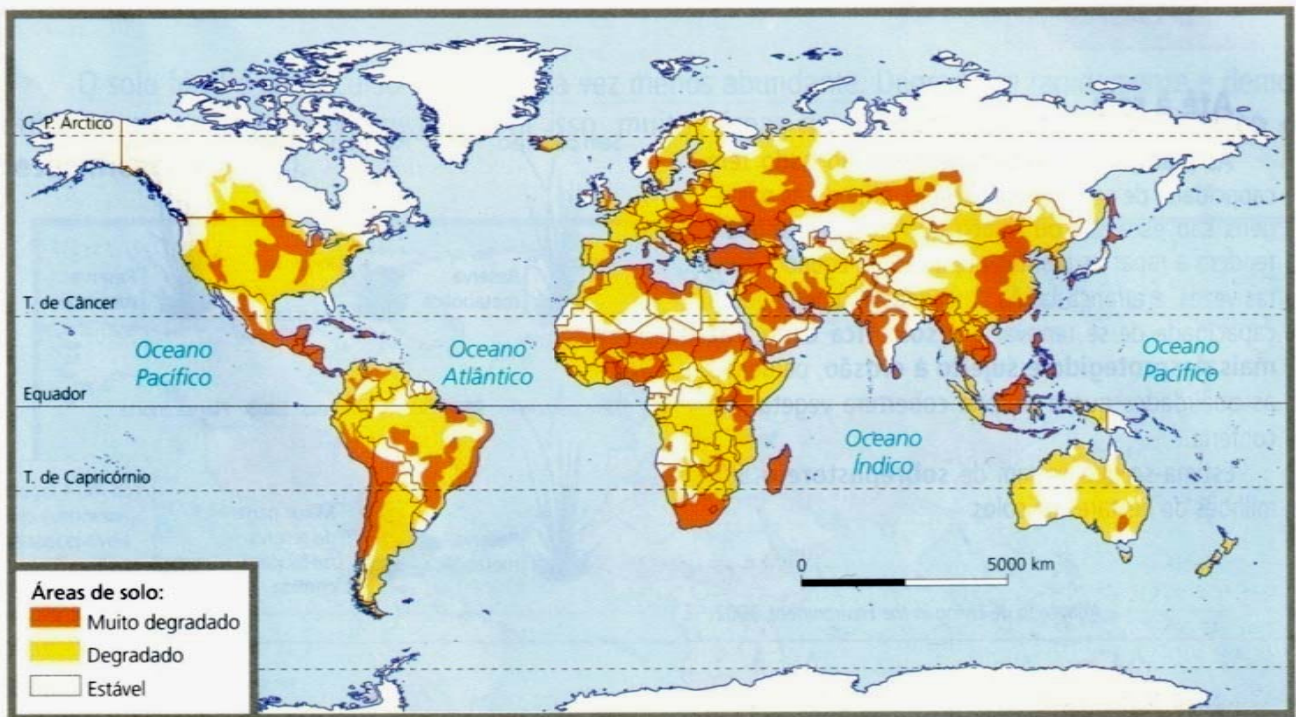 P. Árctico
T. de Câncer
Oceano
Pacífico
Oceano
Atlântico
Oceano
Pacífico
Equador
Oceano
Índico
T. de Capricórnio
0 5000 km
Áreas de solo:
Muito degradado
Degradado
Estável